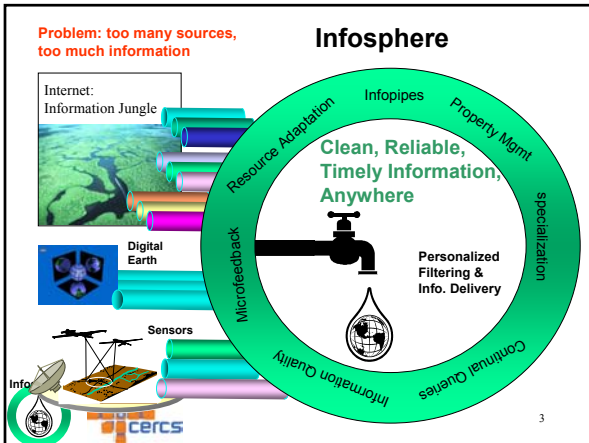 Problem: too many sources,
too much information
Infosphere
Internet:
Information Jungle
Infopipes
Property Mgmt
specialization
Continual Queries
Information Quality
Microfeedback
Resource Adaptation
Clean, Reliable,
Timely Information,
Anywhere
Personalized
Filtering &
Info. Delivery
Digital
Earth
Sensors
cercs
3